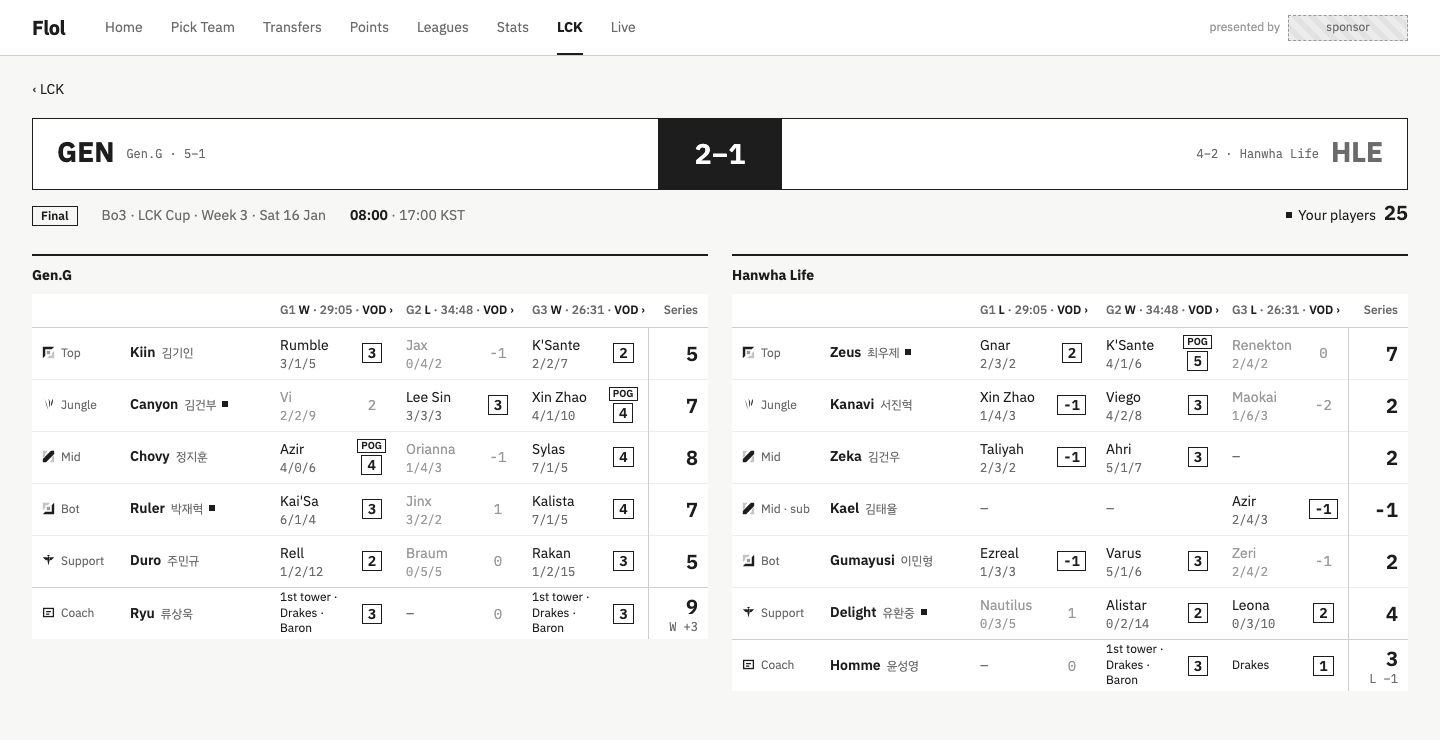 Flol Home Pick Team Transfers Points Leagues Stats LCK Live presented by sponsor
‹ LCK
GEN Gen.G · 5–1 2–1 4–2 · Hanwha Life HLE
Final Bo3 · LCK Cup · Week 3 · Sat 16 Jan 08:00 · 17:00 KST ■ Your players 25
Gen.G
G1 W · 29:05 · VOD › G2 L · 34:48 · VOD › G3 W · 26:31 · VOD › Series
Top Kiin 김기인 Rumble 3/1/5 3 Jax 0/4/2 -1 K'Sante 2/2/7 2 5
Jungle Canyon 김건부 ■ Vi 2/2/9 2 Lee Sin 3/3/3 3 Xin Zhao 4/1/10 POG 4 7
Mid Chovy 정지훈 Azir 4/0/6 POG 4 Orianna 1/4/3 -1 Sylas 7/1/5 4 8
Bot Ruler 박재혁 ■ Kai'Sa 6/1/4 3 Jinx 3/2/2 1 Kalista 7/1/5 4 7
Support Duro 주민규 Rell 1/2/12 2 Braum 0/5/5 0 Rakan 1/2/15 3 5
Coach Ryu 류상욱 1st tower · Drakes · Baron 3 – 0 1st tower · Drakes · Baron 3 9 W +3
Hanwha Life
G1 L · 29:05 · VOD › G2 W · 34:48 · VOD › G3 L · 26:31 · VOD › Series
Top Zeus 최우제 ■ Gnar 2/3/2 2 K'Sante 4/1/6 POG 5 Renekton 2/4/2 0 7
Jungle Kanavi 서진혁 Xin Zhao 1/4/3 -1 Viego 4/2/8 3 Maokai 1/6/3 -2 2
Mid Zeka 김건우 Taliyah 2/3/2 -1 Ahri 5/1/7 3 – 2
Mid · sub Kael 김태율 – – Azir 2/4/3 -1 -1
Bot Gumayusi 이민형 Ezreal 1/3/3 -1 Varus 5/1/6 3 Zeri 2/4/2 -1 2
Support Delight 유환중 ■ Nautilus 0/3/5 1 Alistar 0/2/14 2 Leona 0/3/10 2 4
Coach Homme 윤성영 – 0 1st tower · Drakes · Baron 3 Drakes 1 3 L –1